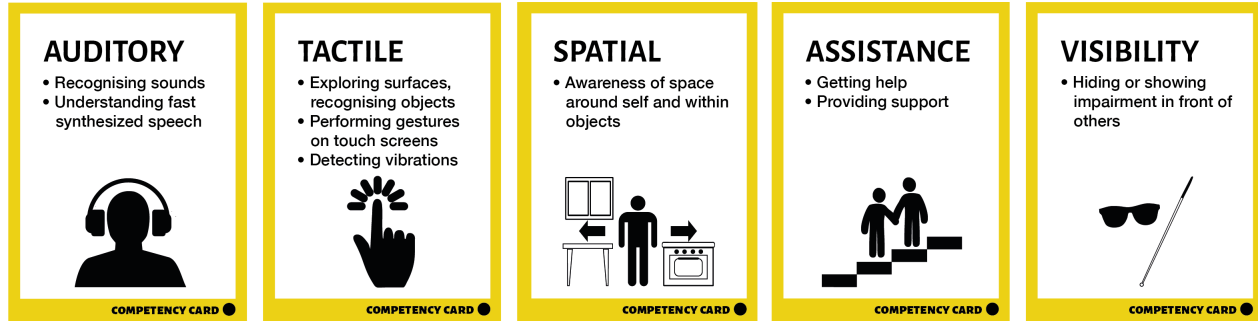 AUDITORY
• Recognising sounds
• Understanding fast
synthesized speech
COMPETENCY CARD
TACTILE
• Exploring surfaces,
recognising objects
• Performing gestures
on touch screens
• Detecting vibrations
COMPETENCY CARD
SPATIAL
• Awareness of space
around self and within
objects
COMPETENCY CARD
ASSISTANCE
• Getting help
• Providing support
COMPETENCY CARD
VISIBILITY
• Hiding or showing
impairment in front of
others
COMPETENCY CARD